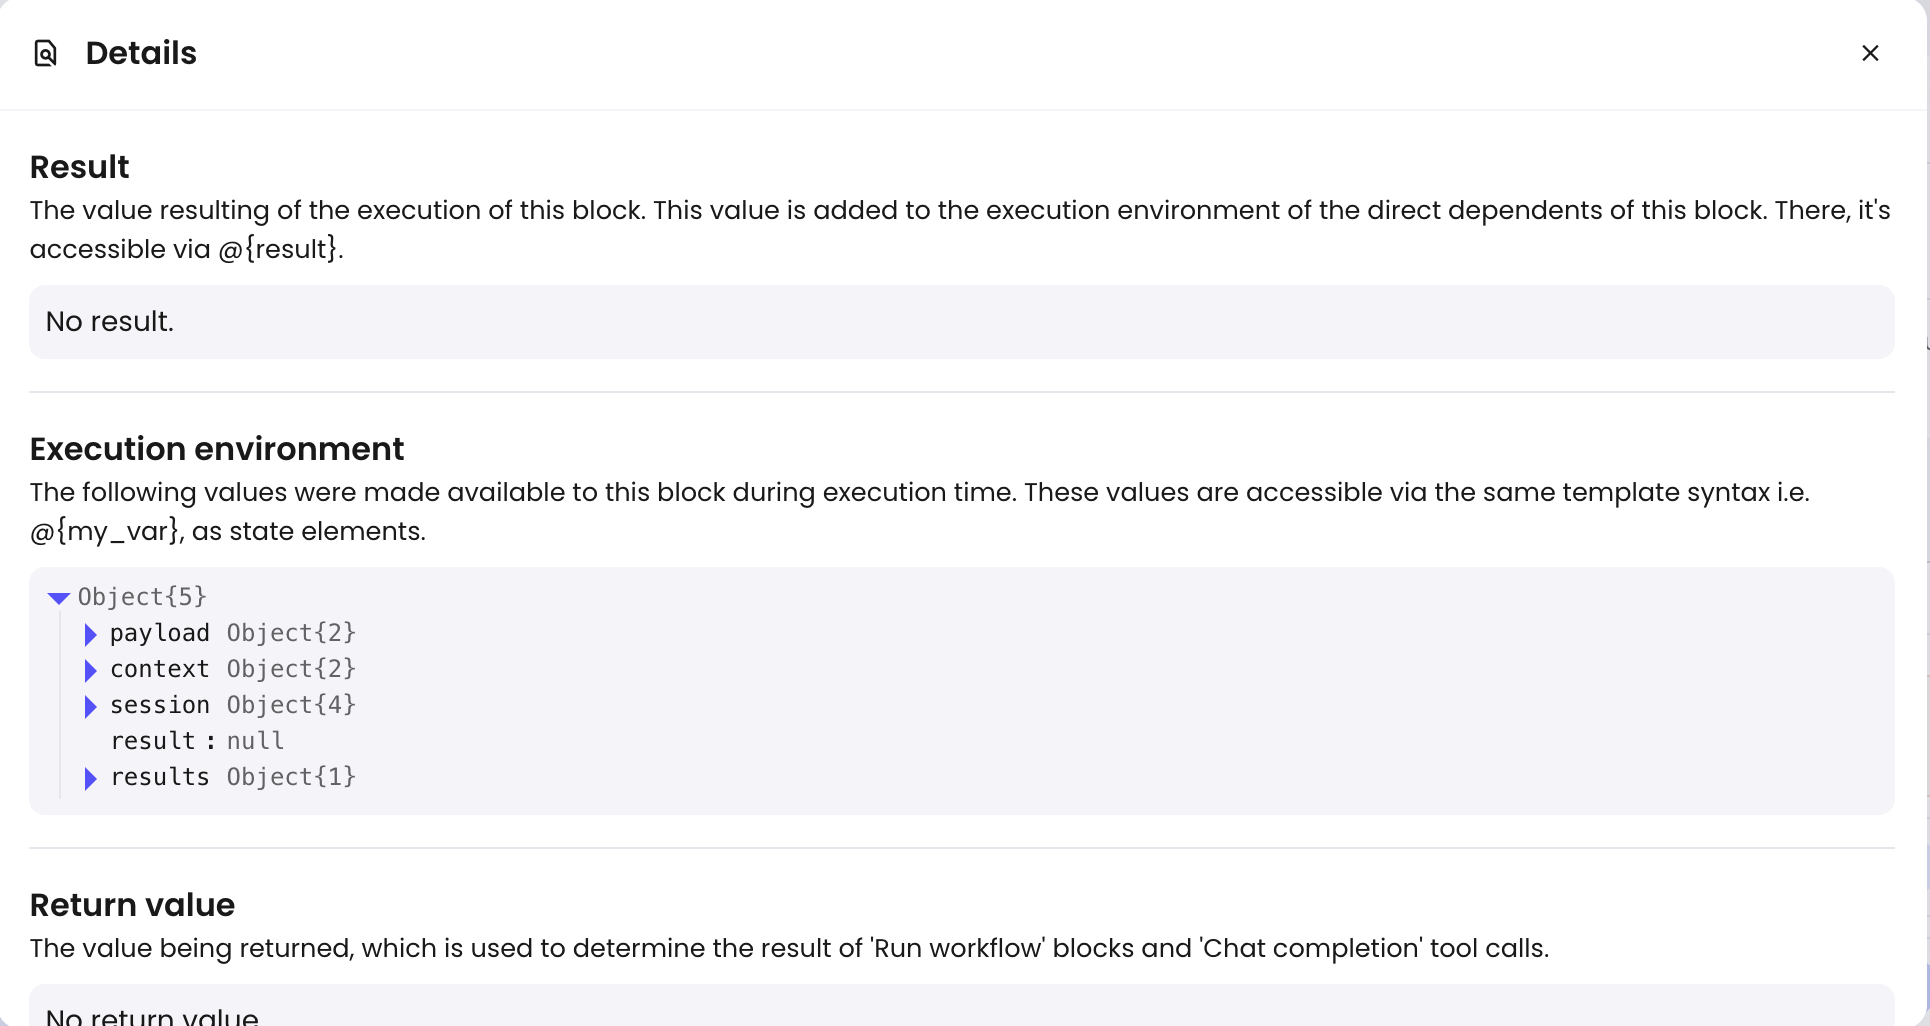 Details
Result
The value resulting of the execution of this block. This value is added to the execution environment of the direct dependents of this block. There, it's
accessible via @{result}.
No result.
Execution environment
The following values were made available to this block during execution time. These values are accessible via the same template syntax i.e.
@{my_var}, as state elements.
Object{5}
payload Object{2}
context Object{2}
session Object{4}
result : null
results Object{1}
Return value
The value being returned, which is used to determine the result of 'Run workflow' blocks and 'Chat completion' tool calls.
No return value